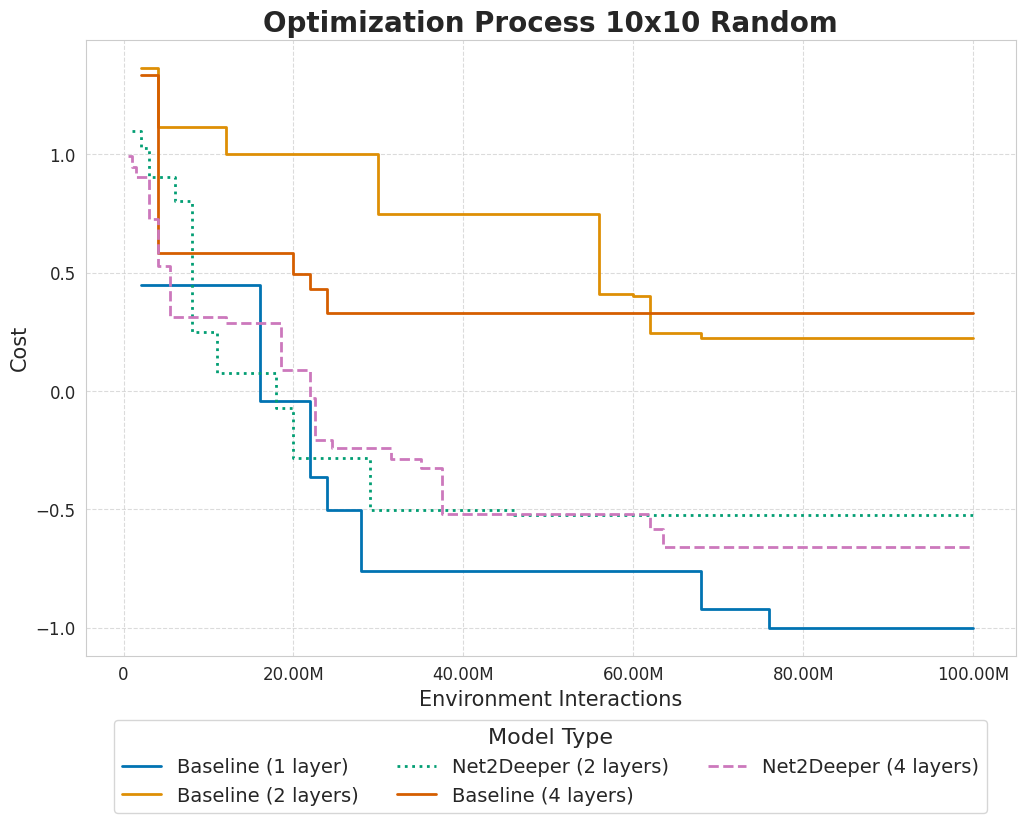 Optimization Process 10x10 Random
Cost
1.0
0.5
0.0
−0.5
−1.0
0 20.00M 40.00M 60.00M 80.00M 100.00M
Environment Interactions
Model Type
Baseline (1 layer) Net2Deeper (2 layers) Net2Deeper (4 layers)
Baseline (2 layers) Baseline (4 layers)